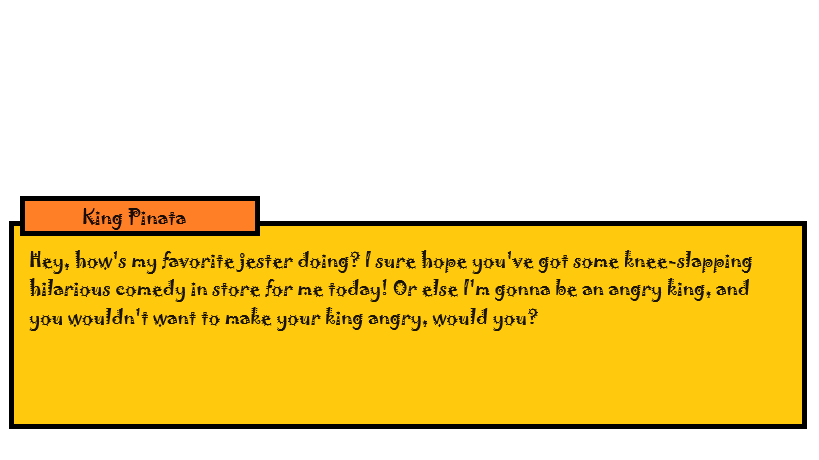 King Pinata
Hey, how's my favorite jester doing? I sure hope you've got some knee-slapping
hilarious comedy in store for me today! Or else I'm gonna be an angry king, and
you wouldn't want to make your king angry, would you?